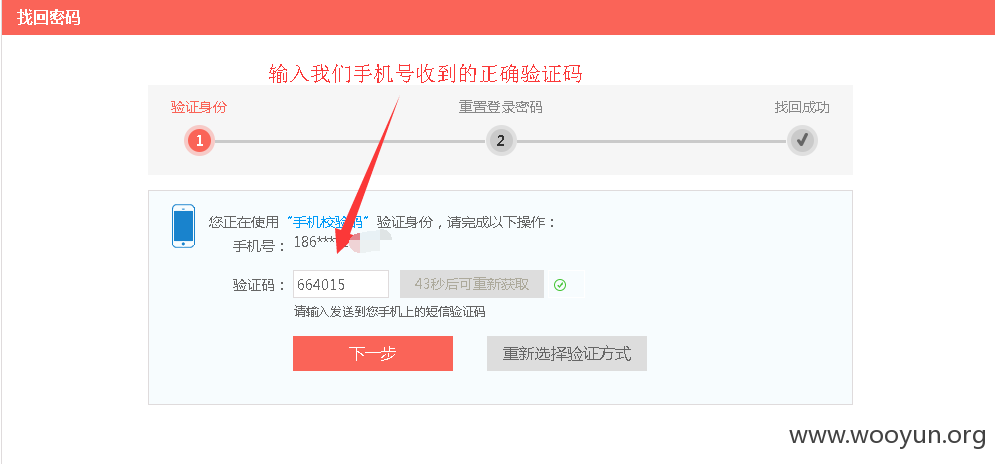 找回密码
输入我们手机号收到的正确验证码
验证身份 重置登录密码 找回成功
1 2
您正在使用“手机校验码”验证身份，请完成以下操作：
手机号： 186****
验证码： 664015 43秒后可重新获取
请输入发送到您手机上的短信验证码
下一步 重新选择验证方式
www.wooyun.org